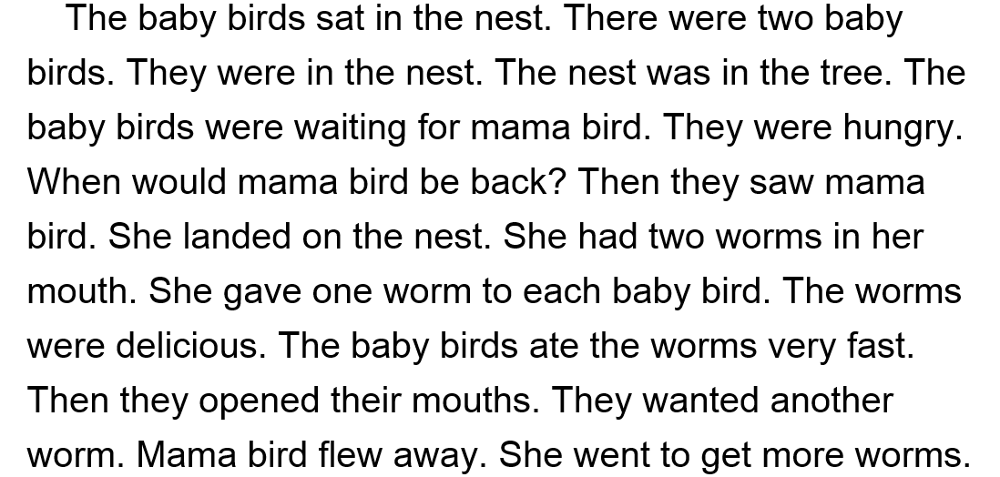 The baby birds sat in the nest. There were two baby
birds. They were in the nest. The nest was in the tree. The
baby birds were waiting for mama bird. They were hungry.
When would mama bird be back? Then they saw mama
bird. She landed on the nest. She had two worms in her
mouth. She gave one worm to each baby bird. The worms
were delicious. The baby birds ate the worms very fast.
Then they opened their mouths. They wanted another
worm. Mama bird flew away. She went to get more worms.